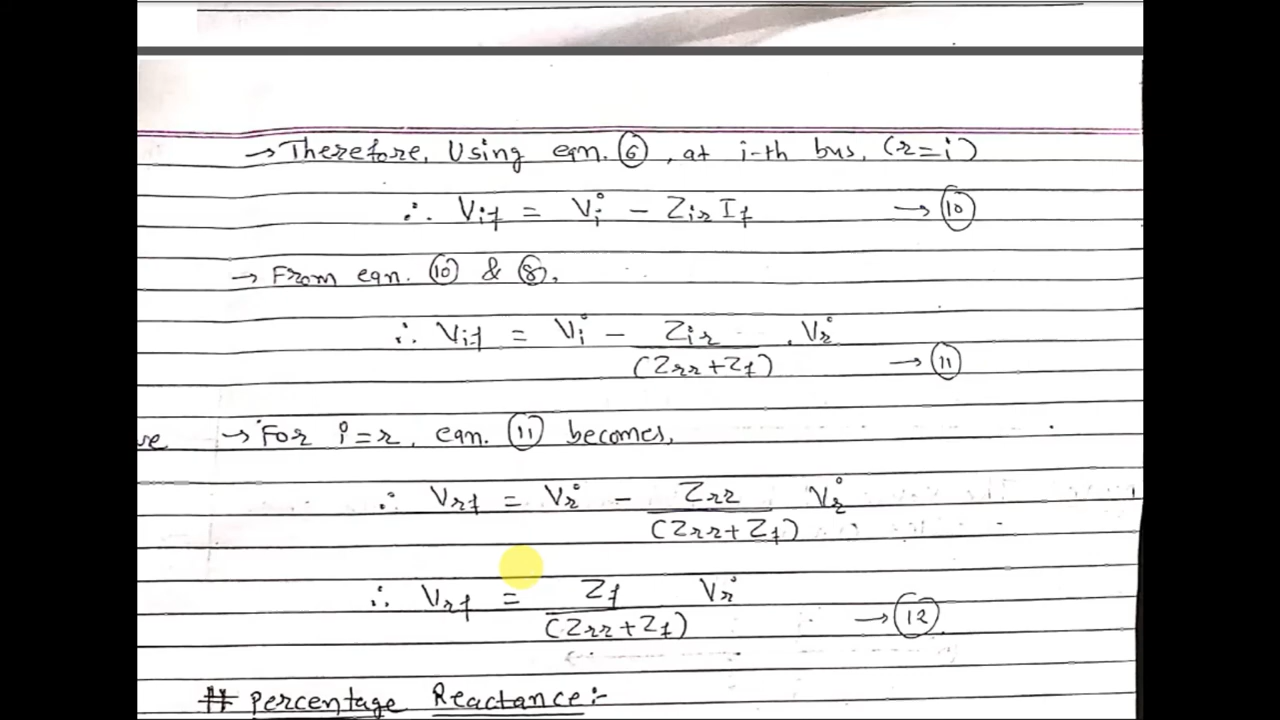 → Therefore, Using eqn. ⑥, at i-th bus, (r=i)
∴ Vif = Vi° − Zir If → ⑩
→ From eqn. ⑩ & ⑧,
∴ Vif = Vi° − Zir / (Zrr+Zf) . Vr° → ⑪
→ For i=r, eqn. ⑪ becomes,
∴ Vrf = Vr° − Zrr / (Zrr+Zf) Vr°
∴ Vrf = Zf / (Zrr+Zf) Vr° → ⑫
# Percentage Reactance:-